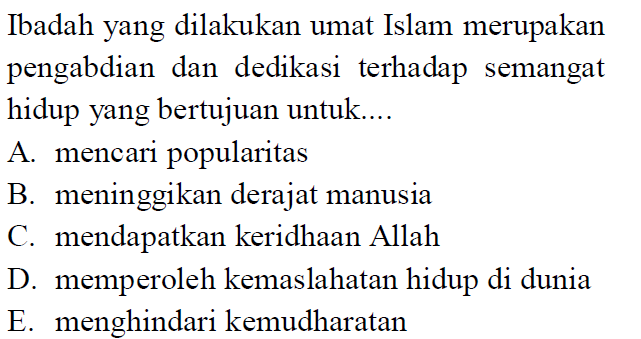 Ibadah yang dilakukan umat Islam merupakan
pengabdian dan dedikasi terhadap semangat
hidup yang bertujuan untuk....
A. mencari popularitas
B. meninggikan derajat manusia
C. mendapatkan keridhaan Allah
D. memperoleh kemaslahatan hidup di dunia
E. menghindari kemudharatan